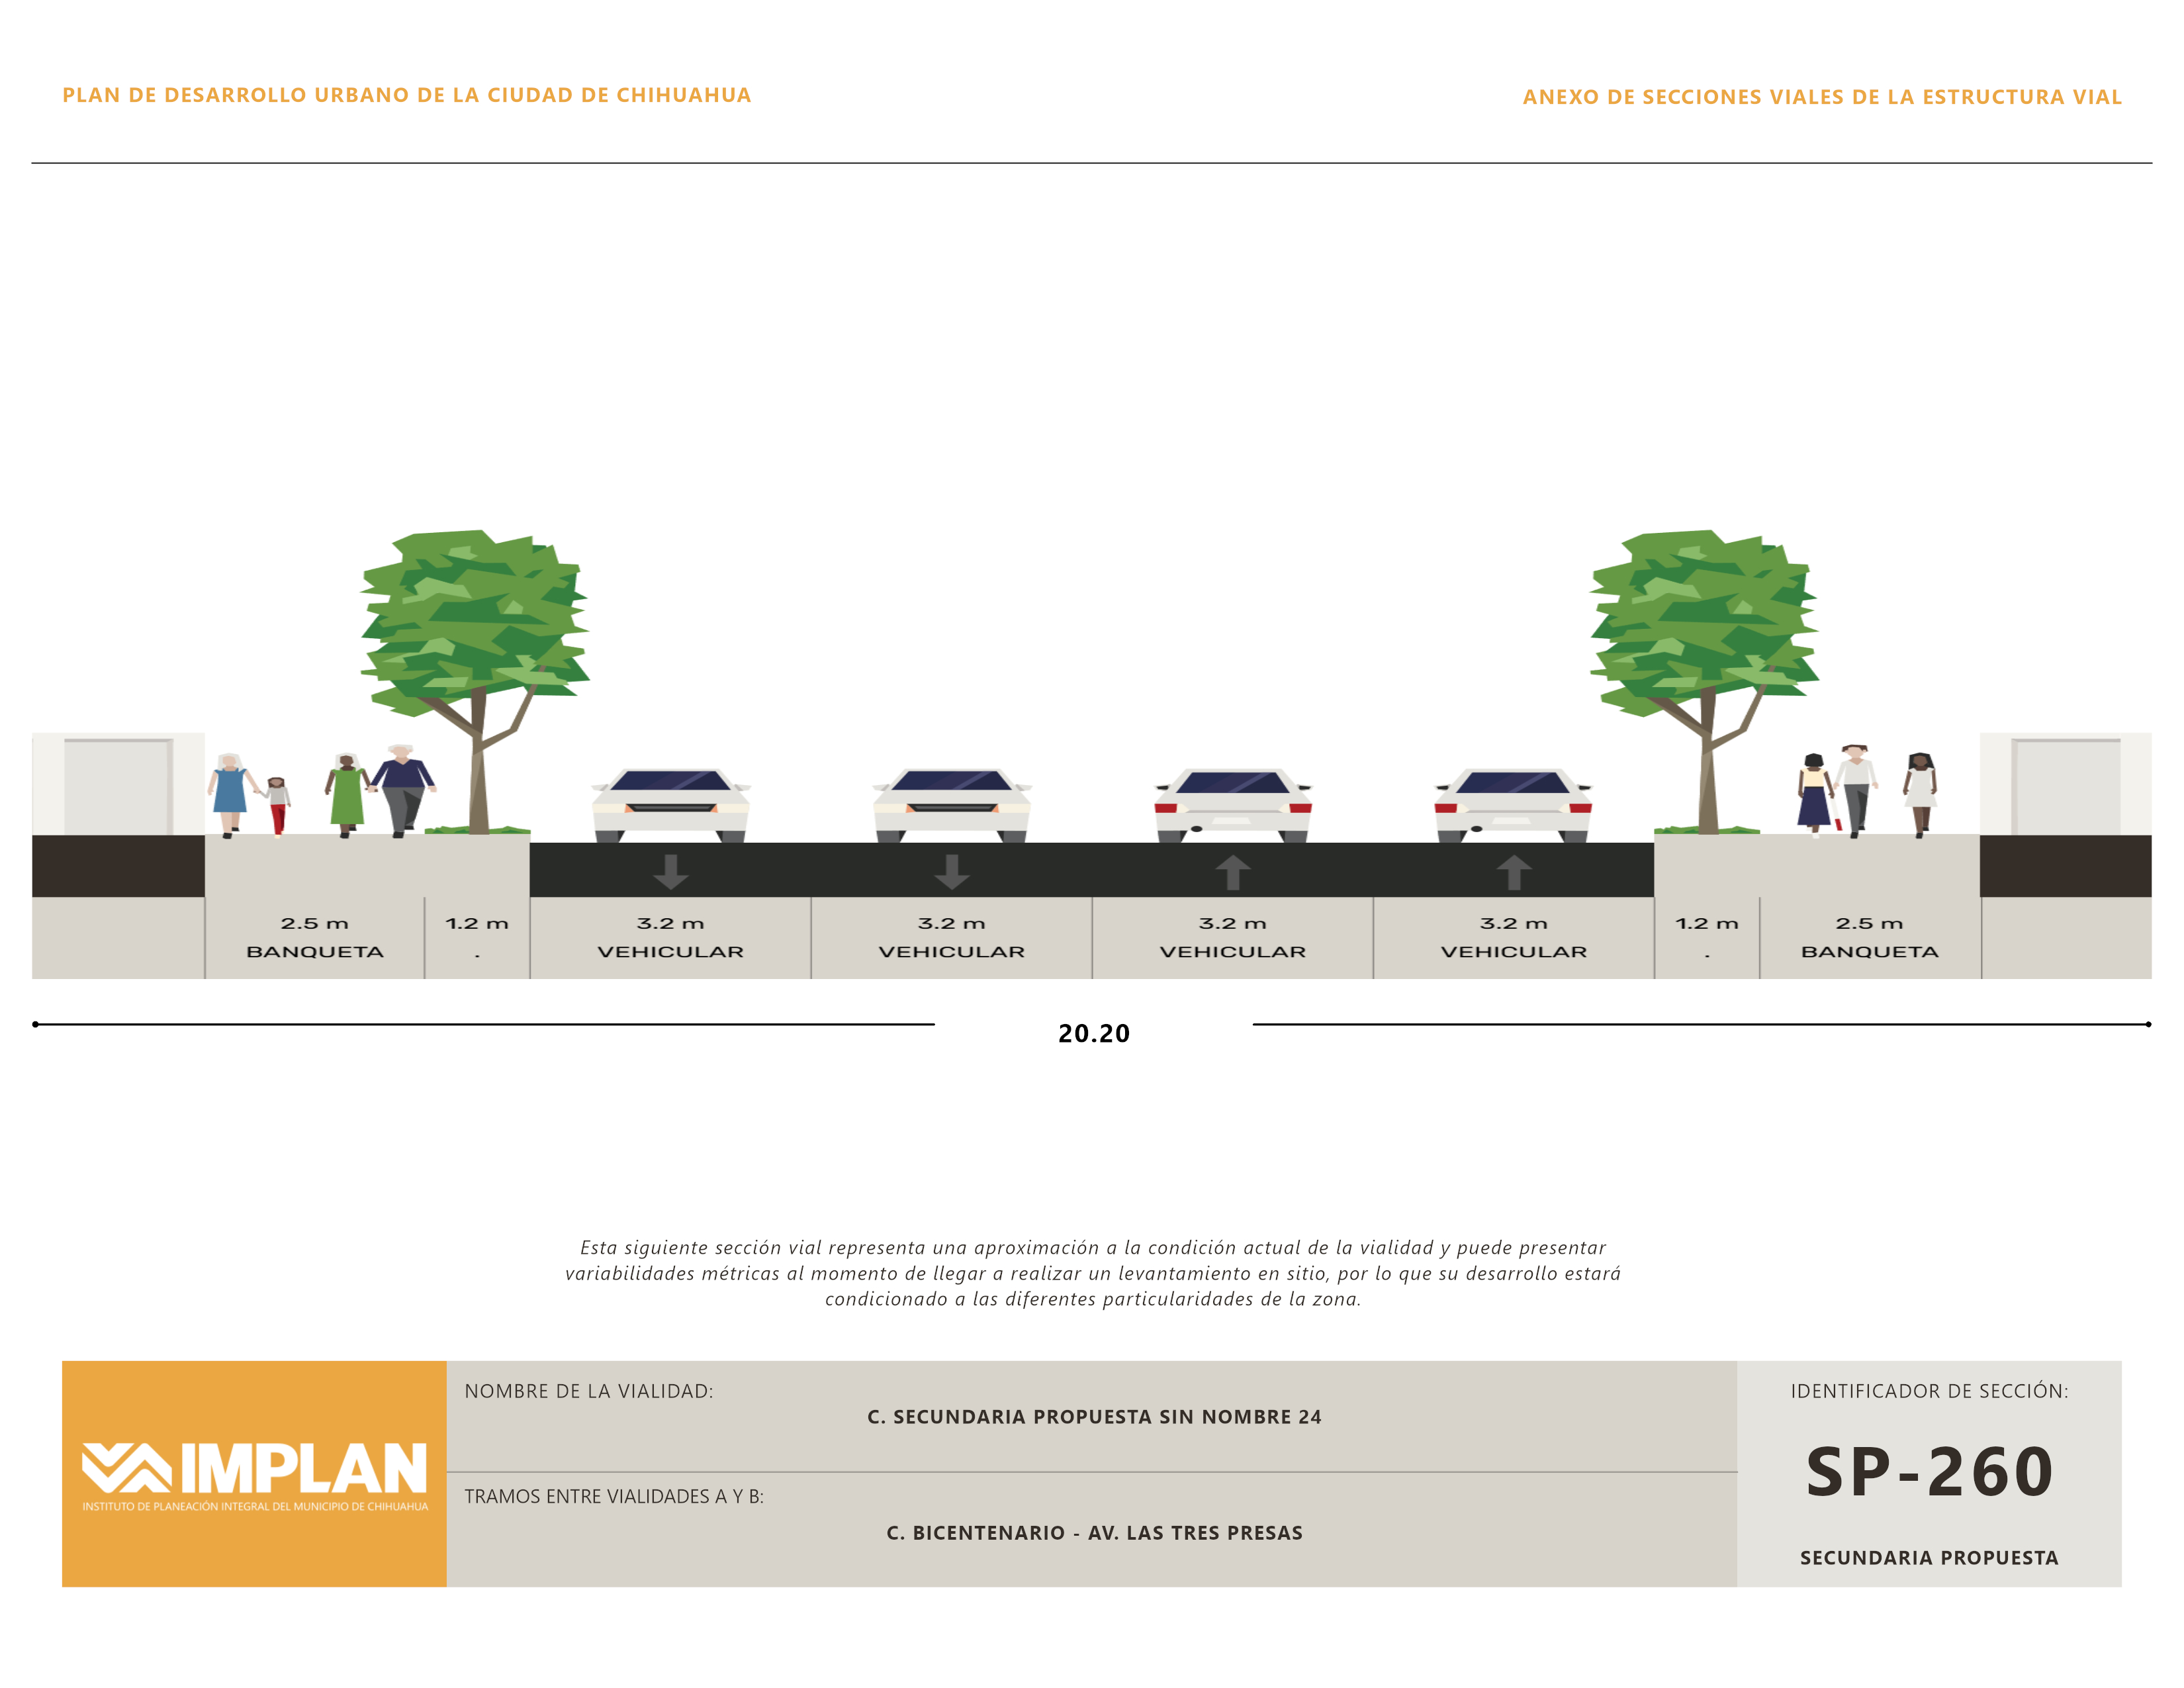 PLAN DE DESARROLLO URBANO DE LA CIUDAD DE CHIHUAHUA
ANEXO DE SECCIONES VIALES DE LA ESTRUCTURA VIAL
2.5 m
BANQUETA
1.2 m
.
3.2 m
VEHICULAR
3.2 m
VEHICULAR
3.2 m
VEHICULAR
3.2 m
VEHICULAR
1.2 m
.
2.5 m
BANQUETA
20.20
Esta siguiente sección vial representa una aproximación a la condición actual de la vialidad y puede presentar
variabilidades métricas al momento de llegar a realizar un levantamiento en sitio, por lo que su desarrollo estará
condicionado a las diferentes particularidades de la zona.
IMPLAN
INSTITUTO DE PLANEACIÓN INTEGRAL DEL MUNICIPIO DE CHIHUAHUA
NOMBRE DE LA VIALIDAD:
C. SECUNDARIA PROPUESTA SIN NOMBRE 24
TRAMOS ENTRE VIALIDADES A Y B:
C. BICENTENARIO - AV. LAS TRES PRESAS
IDENTIFICADOR DE SECCIÓN:
SP-260
SECUNDARIA PROPUESTA